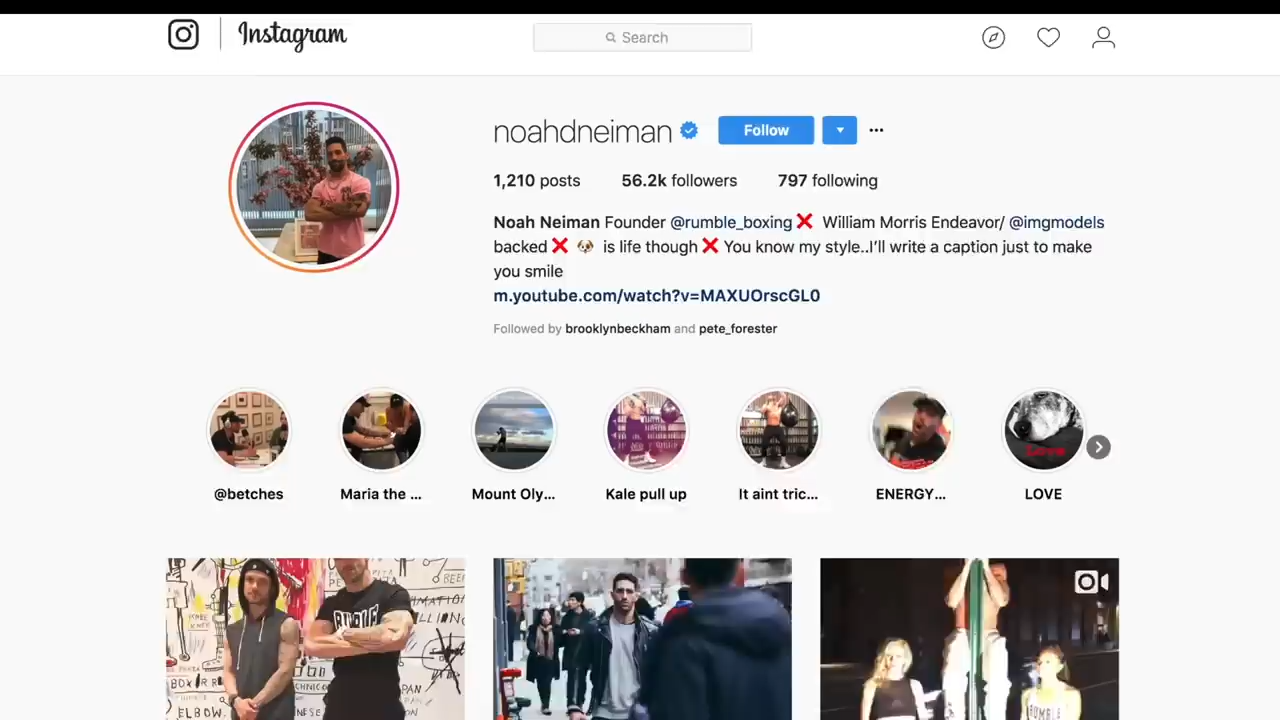 Instagram
Search
noahdneiman Follow
1,210 posts 56.2k followers 797 following
Noah Neiman Founder @rumble_boxing ❌ William Morris Endeavor/ @imgmodels
backed ❌ 🐶 is life though ❌ You know my style..I'll write a caption just to make
you smile
m.youtube.com/watch?v=MAXUOrscGL0
Followed by brooklynbeckham and pete_forester
@betches Maria the ... Mount Oly... Kale pull up It aint tric... ENERGY... LOVE